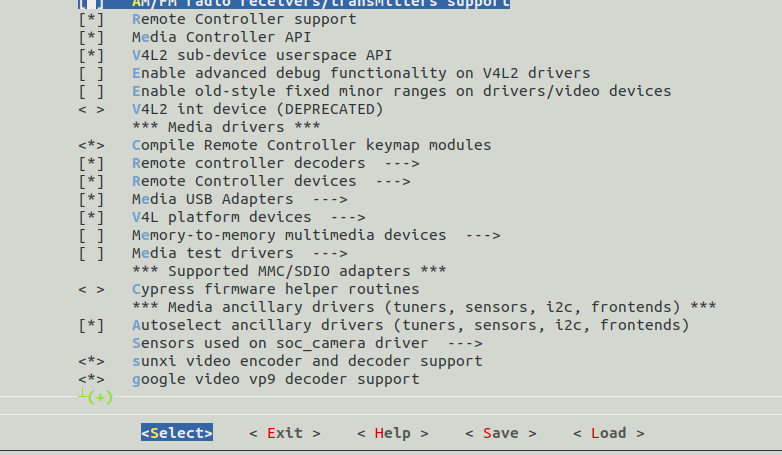 [ ] AM/FM radio receivers/transmitters support
[*] Remote Controller support
[*] Media Controller API
[*] V4L2 sub-device userspace API
[ ] Enable advanced debug functionality on V4L2 drivers
[ ] Enable old-style fixed minor ranges on drivers/video devices
< > V4L2 int device (DEPRECATED)
*** Media drivers ***
<*> Compile Remote Controller keymap modules
[*] Remote controller decoders --->
[*] Remote Controller devices --->
[*] Media USB Adapters --->
[*] V4L platform devices --->
[ ] Memory-to-memory multimedia devices --->
[ ] Media test drivers --->
*** Supported MMC/SDIO adapters ***
< > Cypress firmware helper routines
*** Media ancillary drivers (tuners, sensors, i2c, frontends) ***
[*] Autoselect ancillary drivers (tuners, sensors, i2c, frontends)
Sensors used on soc_camera driver --->
<*> sunxi video encoder and decoder support
<*> google video vp9 decoder support
┴(+)
<Select> < Exit > < Help > < Save > < Load >